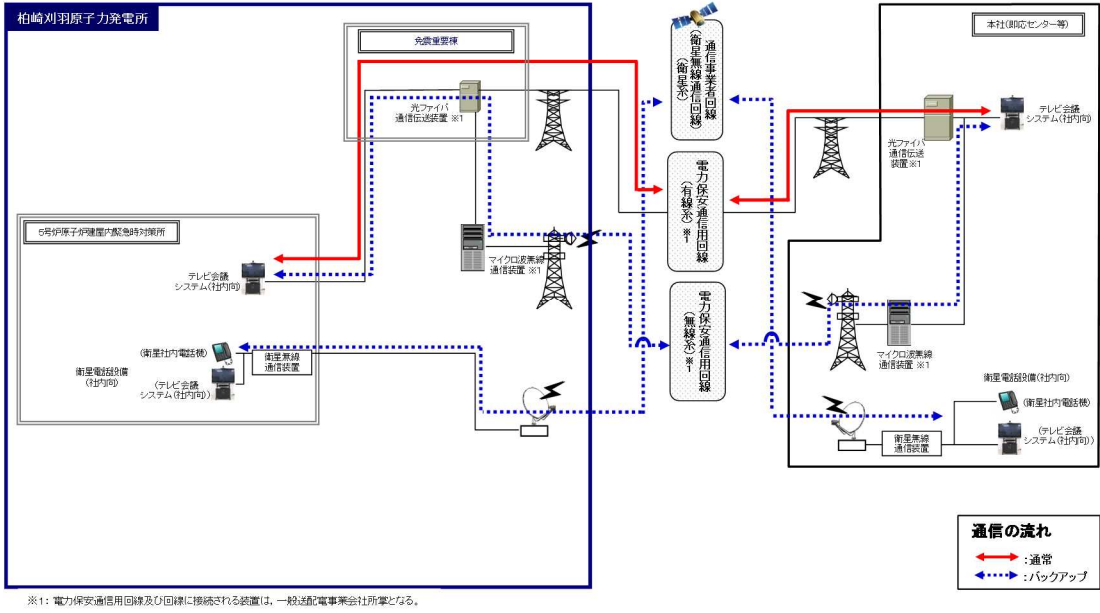 柏崎刈羽原子力発電所
免震重要棟
光ファイバ
通信伝送装置 ※1
5号炉原子炉建屋内緊急時対策所
テレビ会議
システム(社内向)
マイクロ波無線
通信装置 ※1
衛星電話設備
(社内向)
(衛星社内電話機)
(テレビ会議
システム(社内向))
衛星無線
通信装置
通信事業者回線
(衛星無線通信回線)
(衛星系)
電力保安通信用回線
(有線系)※1
電力保安通信用回線
(無線系)※1
本社(即応センター等)
テレビ会議
システム(社内向)
光ファイバ
通信伝送
装置※1
マイクロ波無線
通信装置 ※1
衛星電話設備(社内向)
(衛星社内電話機)
(テレビ会議
システム(社内向))
衛星無線
通信装置
通信の流れ
:通常
:バックアップ
※1:電力保安通信用回線及び回線に接続される装置は,一般送配電事業会社所掌となる。